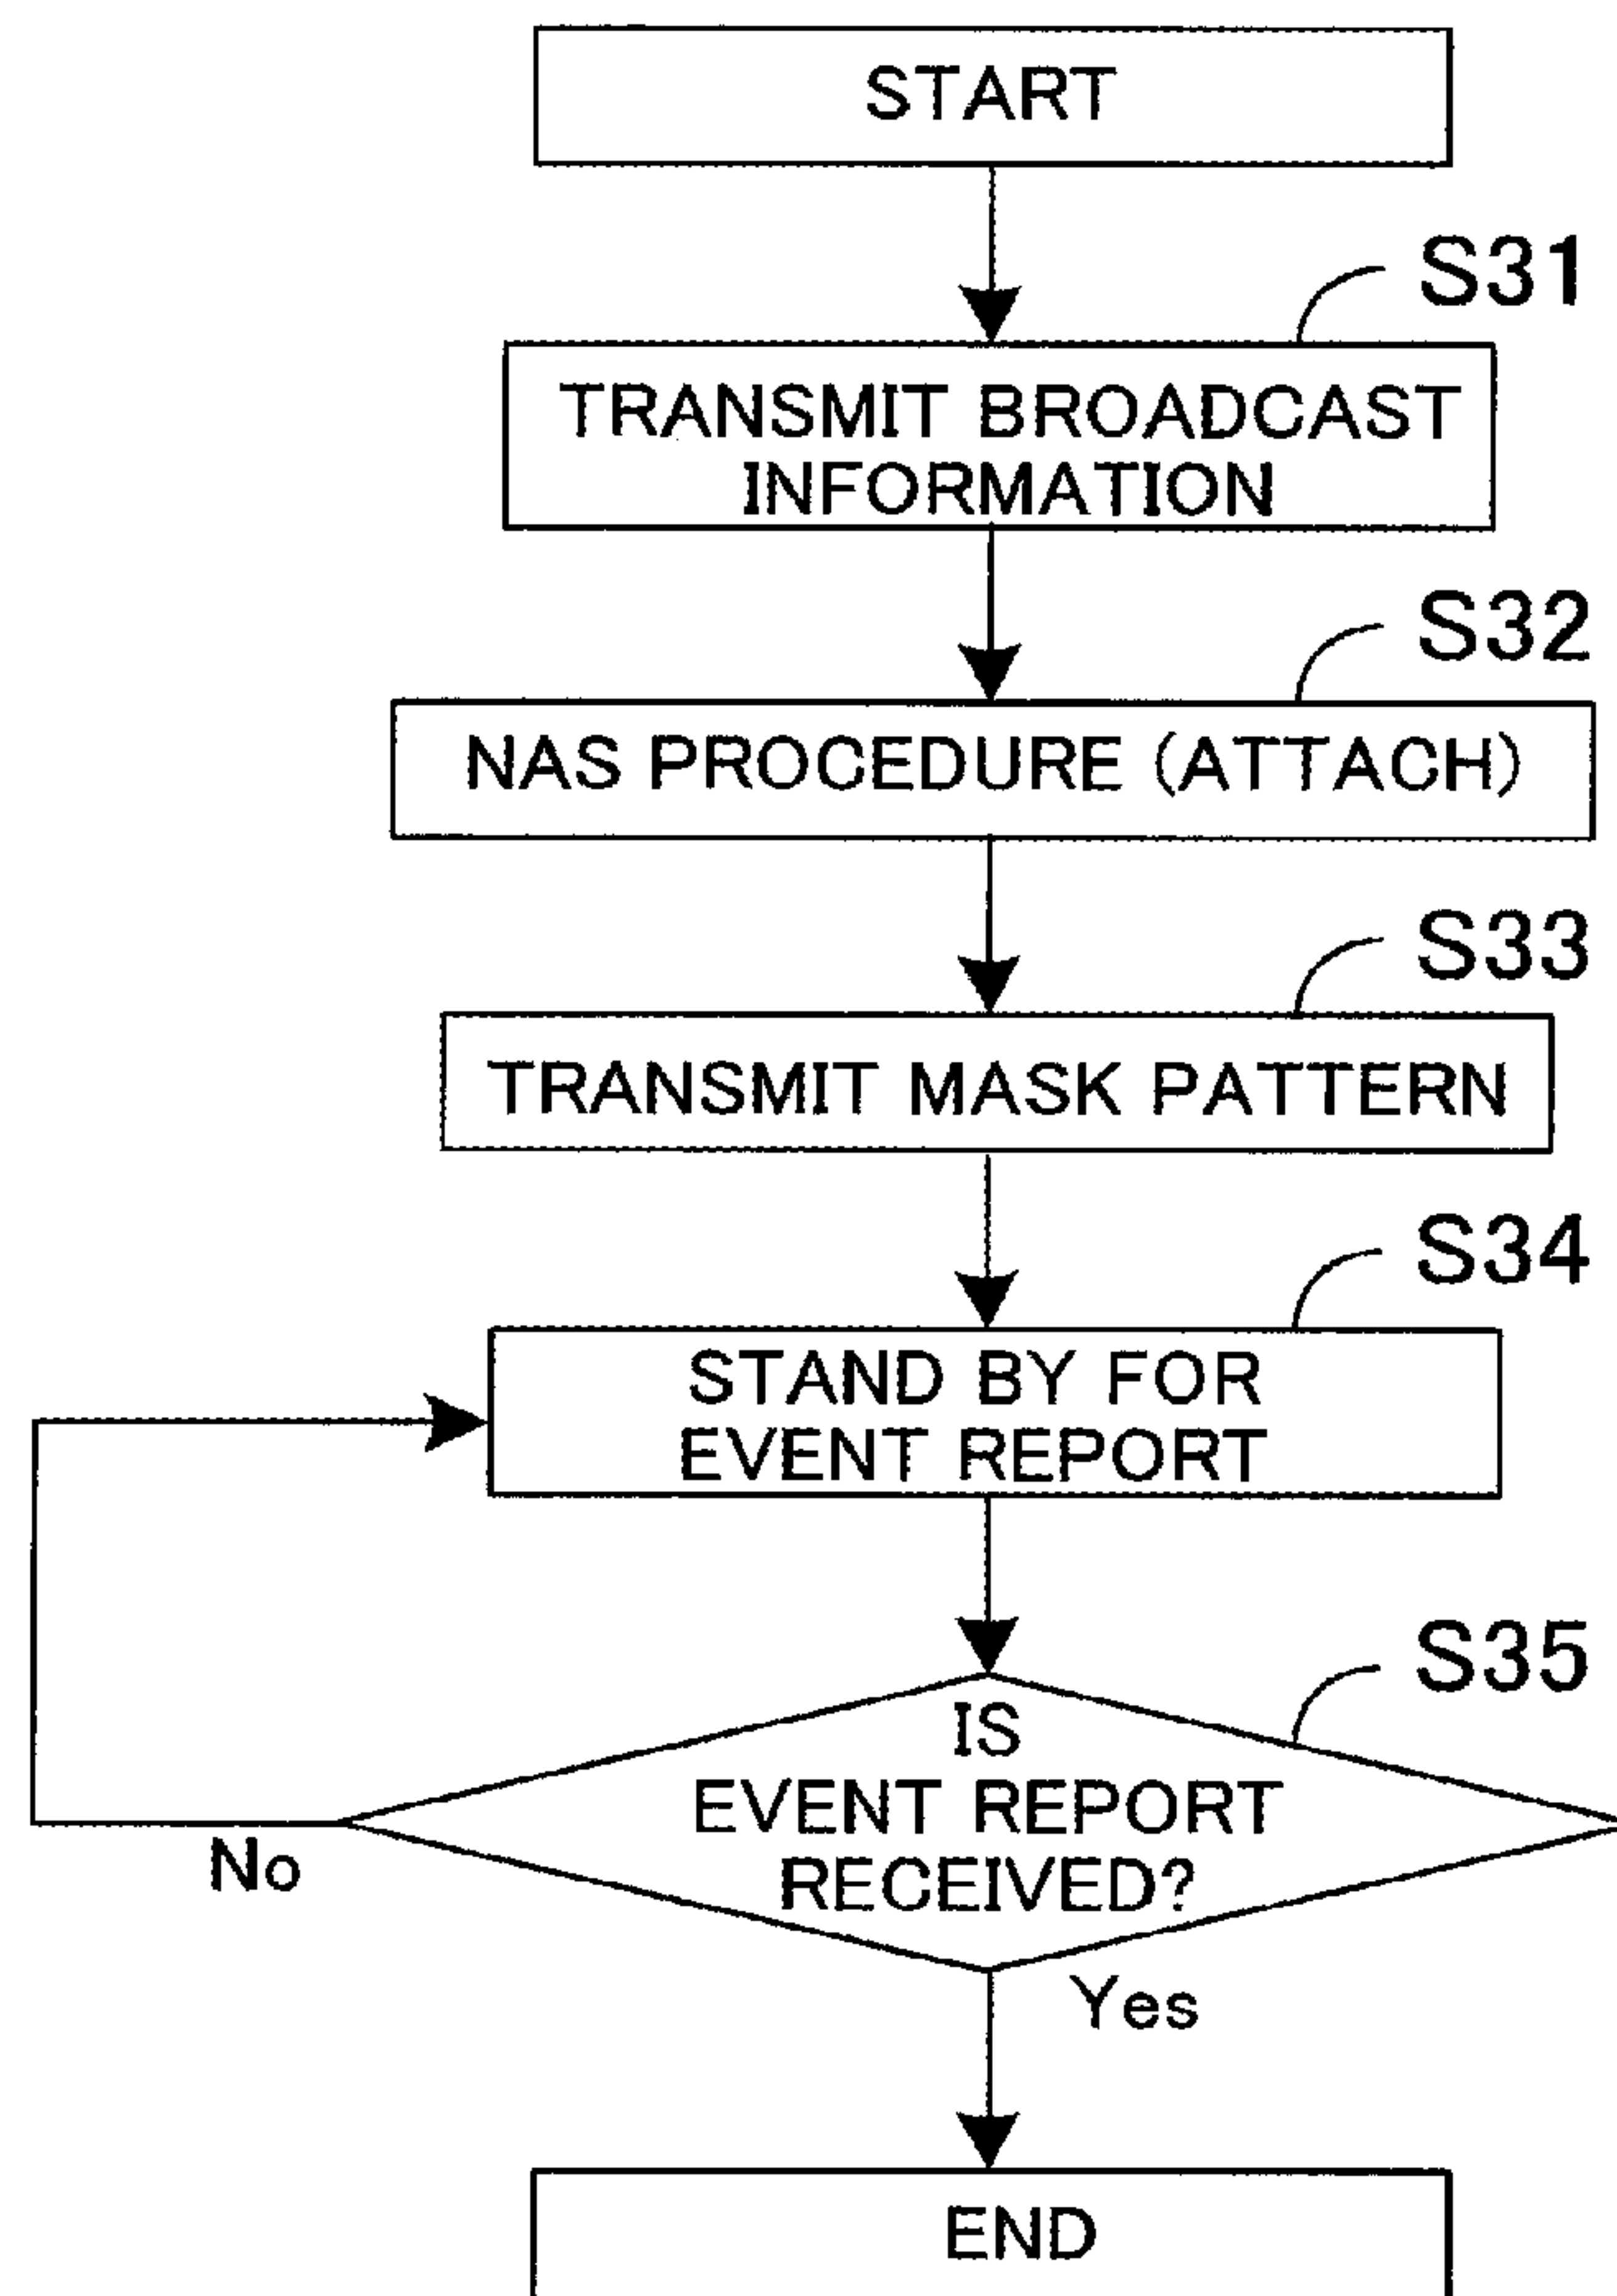 START
S31
TRANSMIT BROADCAST
INFORMATION
S32
NAS PROCEDURE (ATTACH)
S33
TRANSMIT MASK PATTERN
S34
STAND BY FOR
EVENT REPORT
S35
IS
EVENT REPORT
RECEIVED?
No
Yes
END